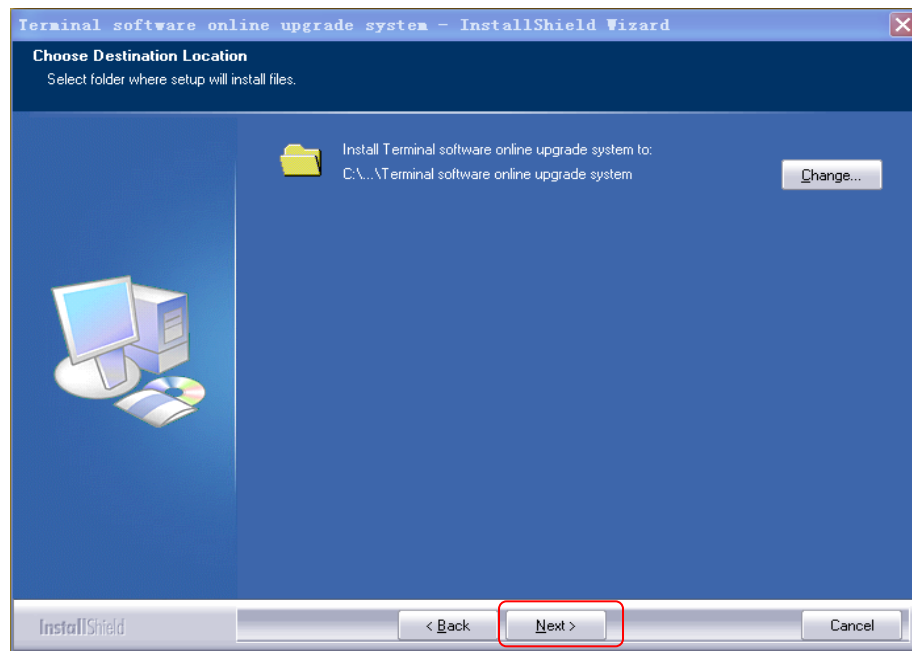 Terminal software online upgrade system - InstallShield Wizard
Choose Destination Location
Select folder where setup will install files.
Install Terminal software online upgrade system to:
C:\...\Terminal software online upgrade system
Change...
InstallShield
< Back
Next >
Cancel